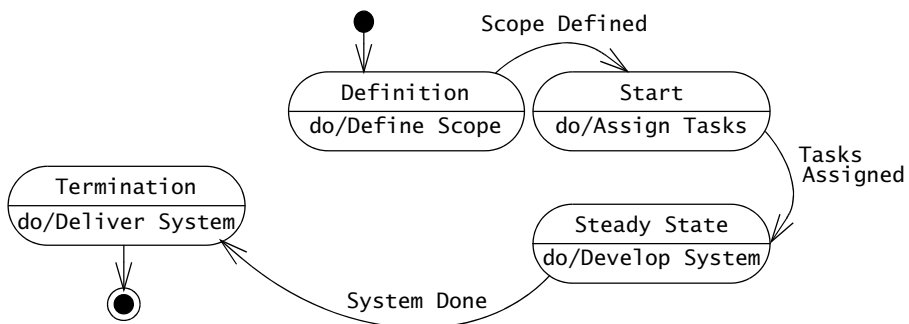 Scope Defined
Definition
do/Define Scope
Start
do/Assign Tasks
Tasks
Assigned
Termination
do/Deliver System
Steady State
do/Develop System
System Done